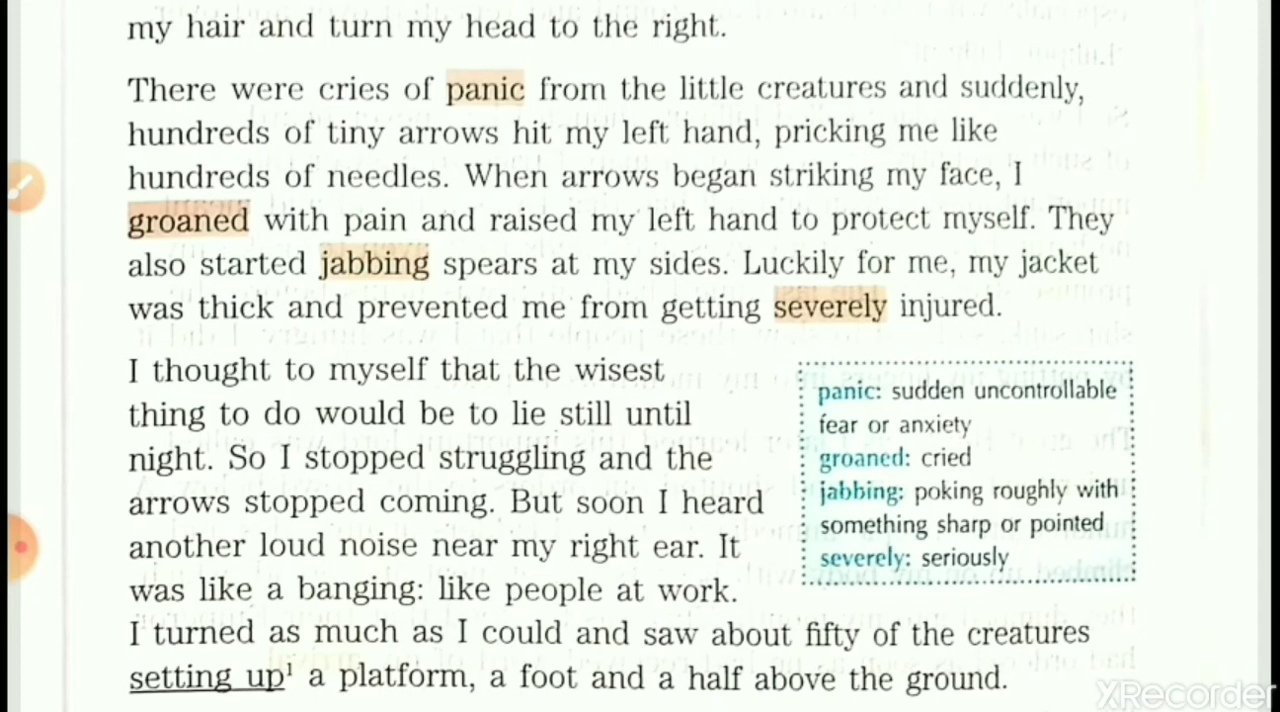 my hair and turn my head to the right.
There were cries of panic from the little creatures and suddenly,
hundreds of tiny arrows hit my left hand, pricking me like
hundreds of needles. When arrows began striking my face, I
groaned with pain and raised my left hand to protect myself. They
also started jabbing spears at my sides. Luckily for me, my jacket
was thick and prevented me from getting severely injured.
I thought to myself that the wisest
thing to do would be to lie still until
night. So I stopped struggling and the
arrows stopped coming. But soon I heard
another loud noise near my right ear. It
was like a banging: like people at work.
I turned as much as I could and saw about fifty of the creatures
setting up¹ a platform, a foot and a half above the ground.
panic: sudden uncontrollable
fear or anxiety
groaned: cried
jabbing: poking roughly with
something sharp or pointed
severely: seriously
XRecorder